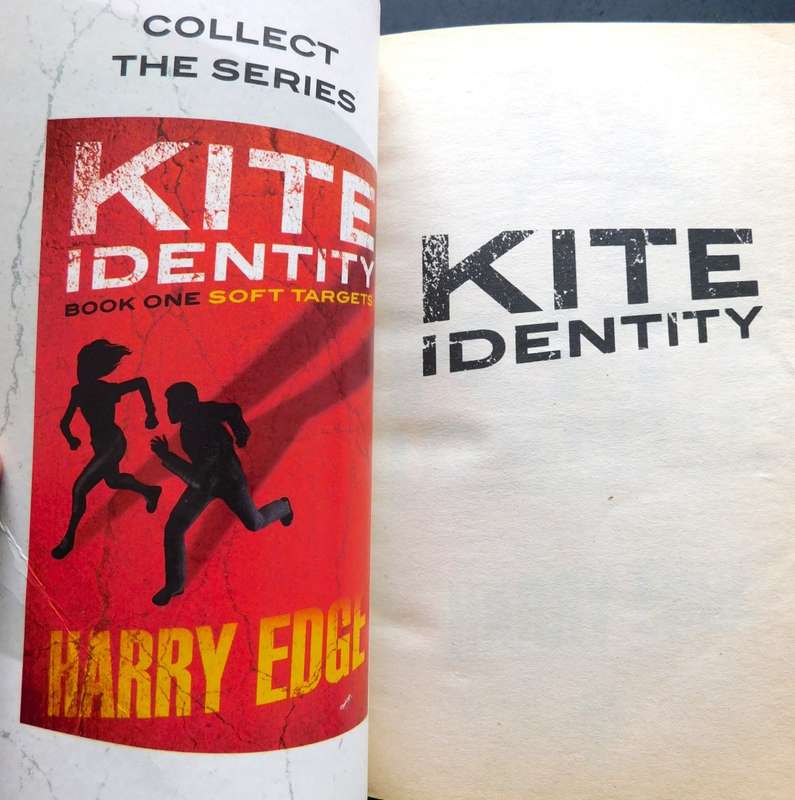 COLLECT
THE SERIES
KITE
IDENTITY
BOOK ONE SOFT TARGETS
HARRY EDGE
KITE
IDENTITY